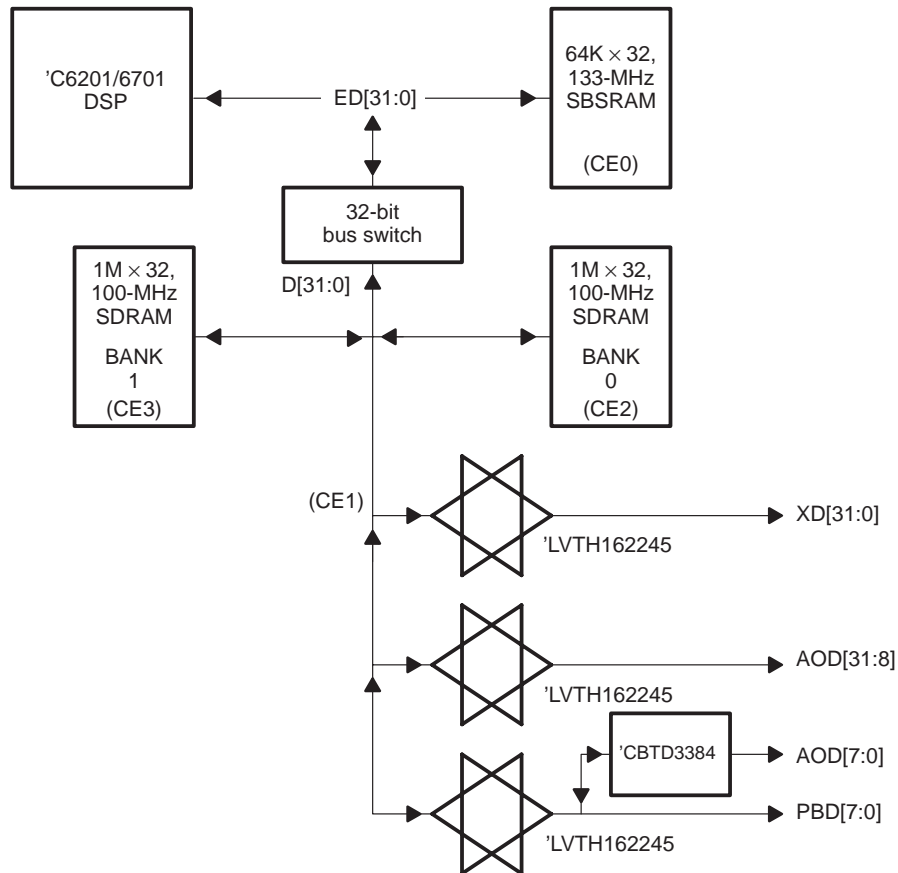 'C6201/6701
DSP
ED[31:0]
64K × 32,
133-MHz
SBSRAM
(CE0)
32-bit
bus switch
D[31:0]
1M × 32,
100-MHz
SDRAM
BANK
1
(CE3)
1M × 32,
100-MHz
SDRAM
BANK
0
(CE2)
(CE1)
XD[31:0]
'LVTH162245
AOD[31:8]
'LVTH162245
'CBTD3384
AOD[7:0]
PBD[7:0]
'LVTH162245